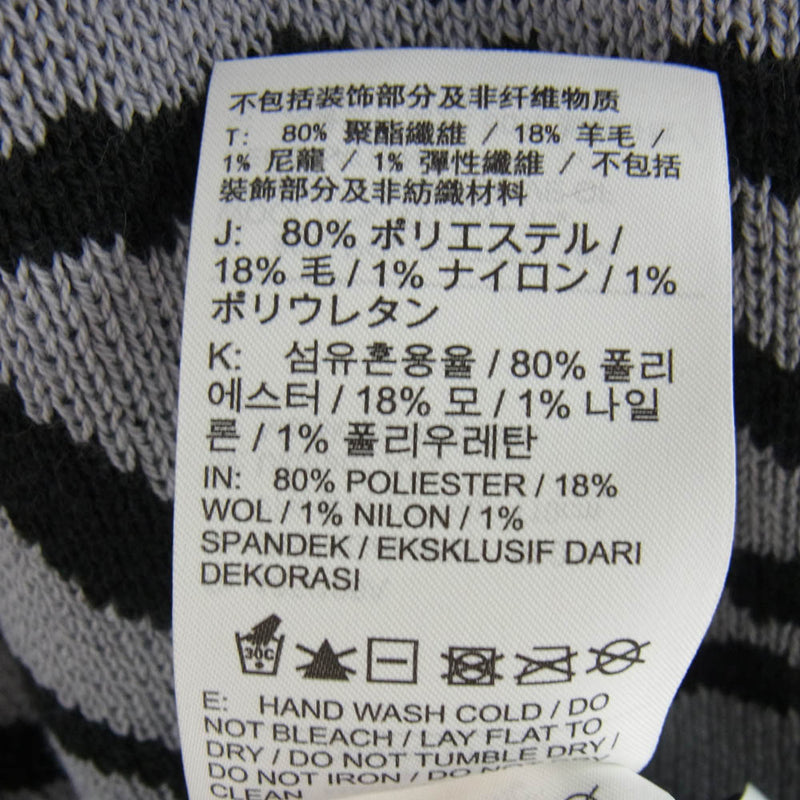 不包括装饰部分及非纤维物质
T: 80% 聚酯纖維 / 18% 羊毛 /
1% 尼龍 / 1% 彈性纖維 / 不包括
裝飾部分及非紡織材料
J: 80% ポリエステル /
18% 毛 / 1% ナイロン / 1%
ポリウレタン
K: 섬유혼용율 / 80% 폴리
에스터 / 18% 모 / 1% 나일
론 / 1% 폴리우레탄
IN: 80% POLIESTER / 18%
WOL / 1% NILON / 1%
SPANDEK / EKSKLUSIF DARI
DEKORASI
30C
E: HAND WASH COLD / DO
NOT BLEACH / LAY FLAT TO
DRY / DO NOT TUMBLE DRY /
DO NOT IRON / DO NOT DRY
CLEAN